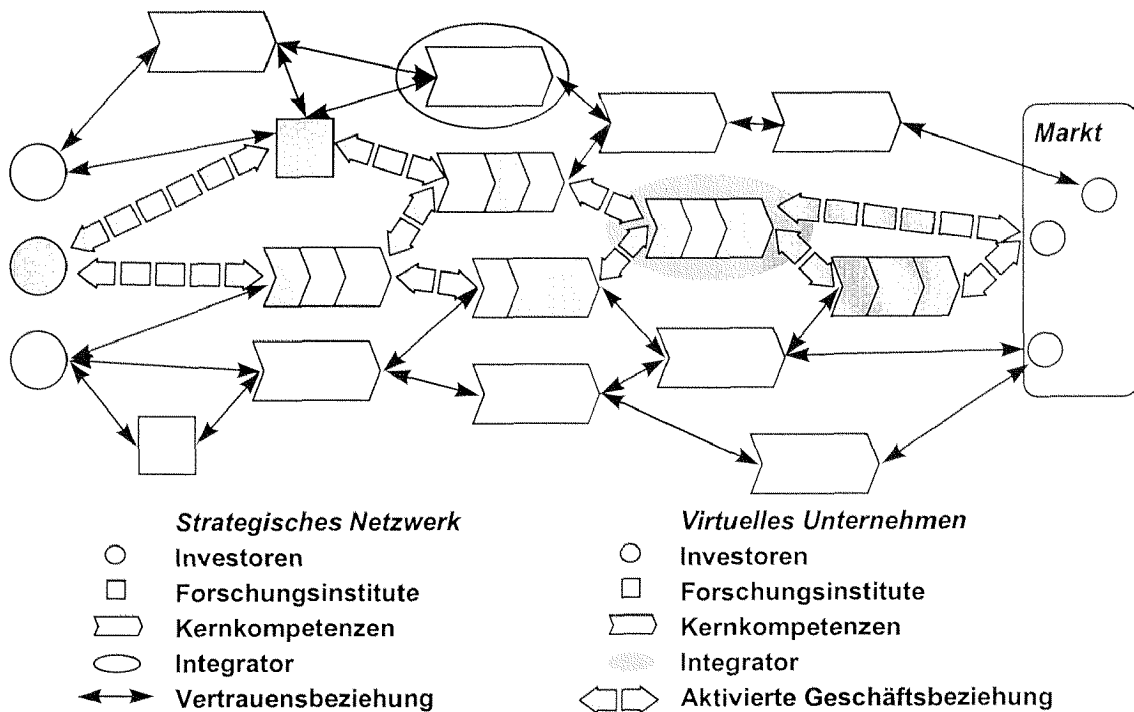 Markt
Strategisches Netzwerk
Investoren
Forschungsinstitute
Kernkompetenzen
Integrator
Vertrauensbeziehung
Virtuelles Unternehmen
Investoren
Forschungsinstitute
Kernkompetenzen
Integrator
Aktivierte Geschäftsbeziehung